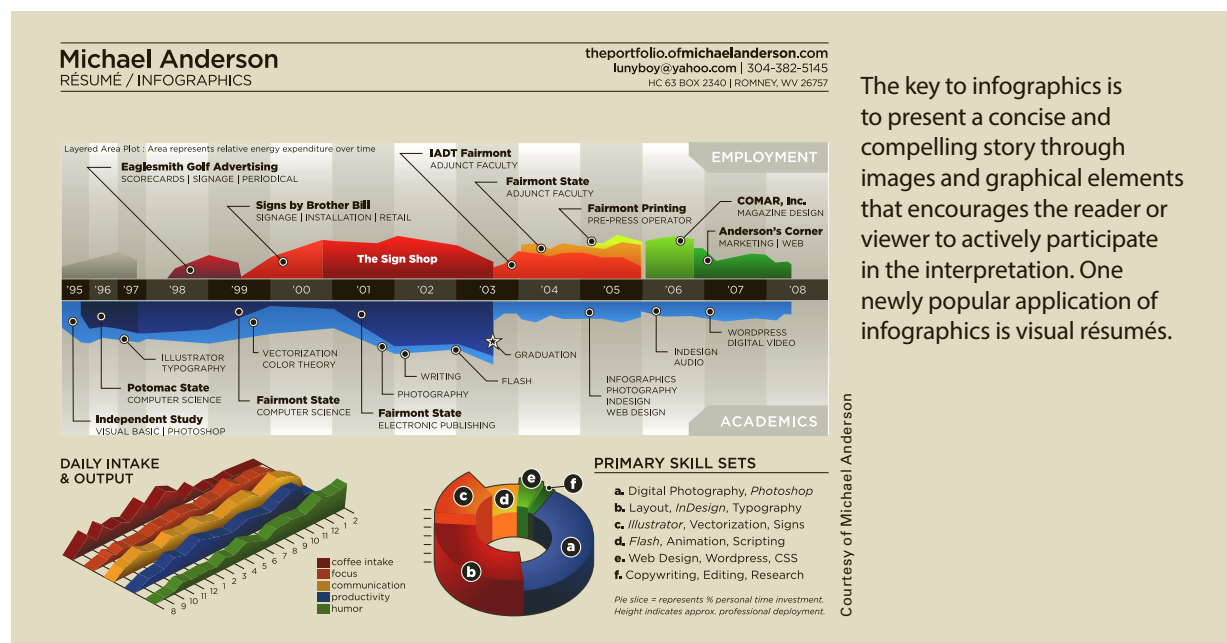 Michael Anderson
RÉSUMÉ / INFOGRAPHICS
theportfolio.ofmichaelanderson.com
lunyboy@yahoo.com | 304-382-5145
HC 63 BOX 2340 | ROMNEY, WV 26757
Layered Area Plot : Area represents relative energy expenditure over time
EMPLOYMENT
Eaglesmith Golf Advertising
SCORECARDS | SIGNAGE | PERIODICAL
Signs by Brother Bill
SIGNAGE | INSTALLATION | RETAIL
The Sign Shop
IADT Fairmont
ADJUNCT FACULTY
Fairmont State
ADJUNCT FACULTY
Fairmont Printing
PRE-PRESS OPERATOR
COMAR, Inc.
MAGAZINE DESIGN
Anderson's Corner
MARKETING | WEB
'95 '96 '97 '98 '99 '00 '01 '02 '03 '04 '05 '06 '07 '08
ILLUSTRATOR
TYPOGRAPHY
Potomac State
COMPUTER SCIENCE
Independent Study
VISUAL BASIC | PHOTOSHOP
VECTORIZATION
COLOR THEORY
Fairmont State
COMPUTER SCIENCE
WRITING
PHOTOGRAPHY
Fairmont State
ELECTRONIC PUBLISHING
FLASH
GRADUATION
INFOGRAPHICS
PHOTOGRAPHY
INDESIGN
WEB DESIGN
INDESIGN
AUDIO
WORDPRESS
DIGITAL VIDEO
ACADEMICS
DAILY INTAKE
& OUTPUT
8 9 10 11 12 1 2 3 4 5 6 7 8 9 10 11 12 1 2
coffee intake
focus
communication
productivity
humor
a
b
c
d
e
f
PRIMARY SKILL SETS
a. Digital Photography, Photoshop
b. Layout, InDesign, Typography
c. Illustrator, Vectorization, Signs
d. Flash, Animation, Scripting
e. Web Design, Wordpress, CSS
f. Copywriting, Editing, Research
Pie slice = represents % personal time investment.
Height indicates approx. professional deployment.
Courtesy of Michael Anderson
The key to infographics is
to present a concise and
compelling story through
images and graphical elements
that encourages the reader or
viewer to actively participate
in the interpretation. One
newly popular application of
infographics is visual résumés.